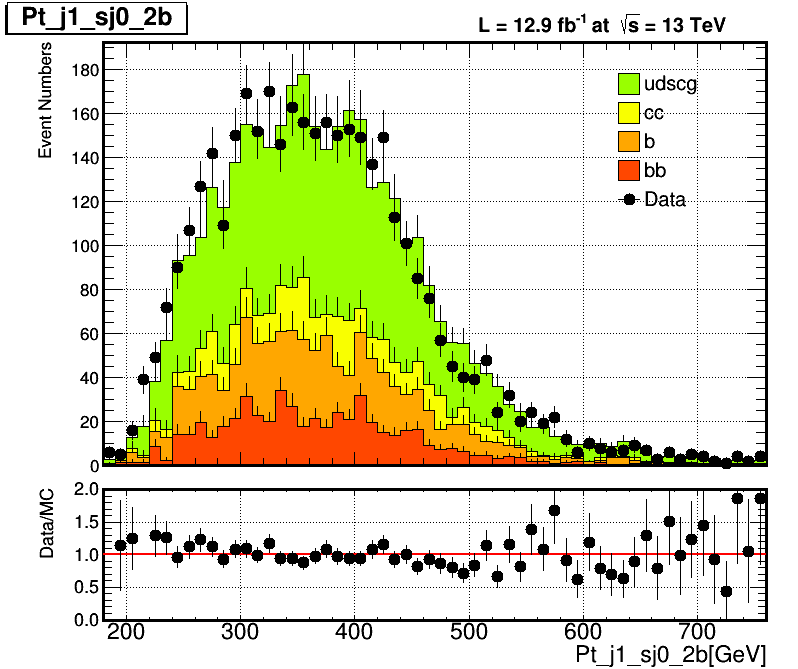 Pt_j1_sj0_2b
L = 12.9 fb⁻¹ at √s = 13 TeV
Event Numbers
180
160
140
120
100
80
60
40
20
0
udscg
cc
b
bb
Data
Data/MC
2.0
1.5
1.0
0.5
0.0
200 300 400 500 600 700
Pt_j1_sj0_2b[GeV]